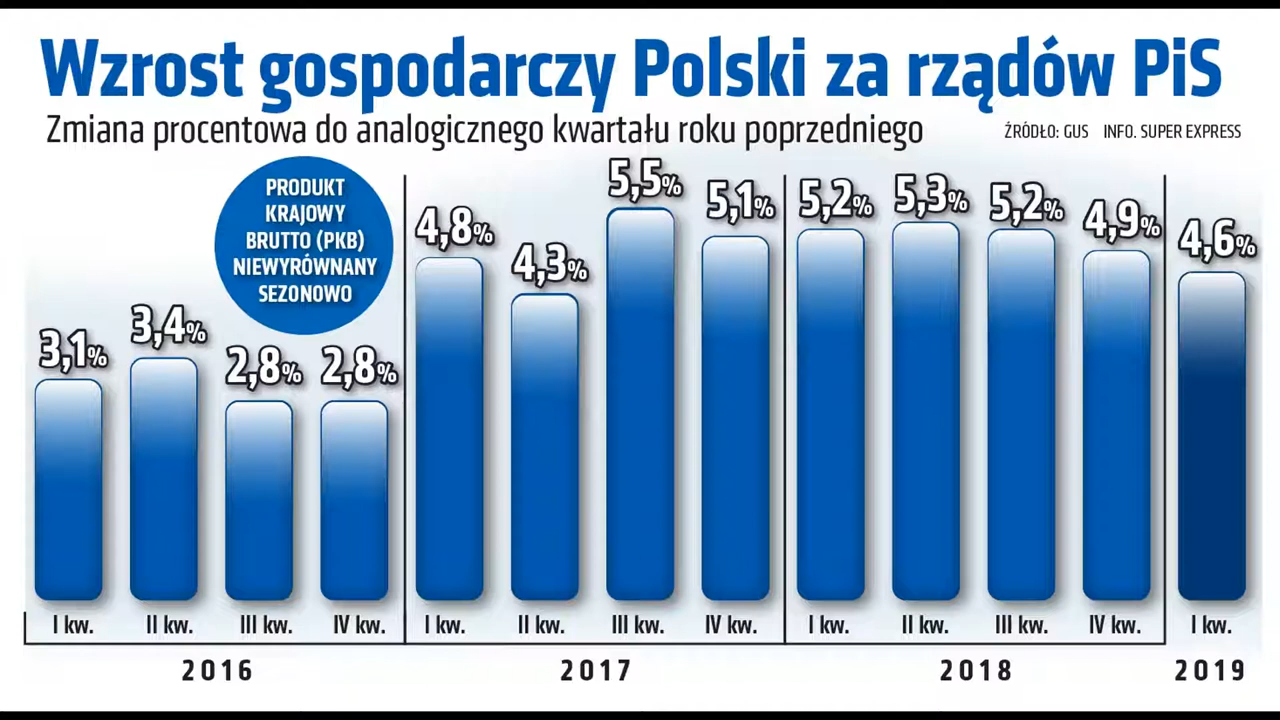 Wzrost gospodarczy Polski za rządów PiS
Zmiana procentowa do analogicznego kwartału roku poprzedniego
ŹRÓDŁO: GUS INFO. SUPER EXPRESS
PRODUKT
KRAJOWY
BRUTTO (PKB)
NIEWYRÓWNANY
SEZONOWO
3,1% 3,4% 2,8% 2,8% 4,8% 4,3% 5,5% 5,1% 5,2% 5,3% 5,2% 4,9% 4,6%
I kw. II kw. III kw. IV kw. I kw. II kw. III kw. IV kw. I kw. II kw. III kw. IV kw. I kw.
2016 2017 2018 2019